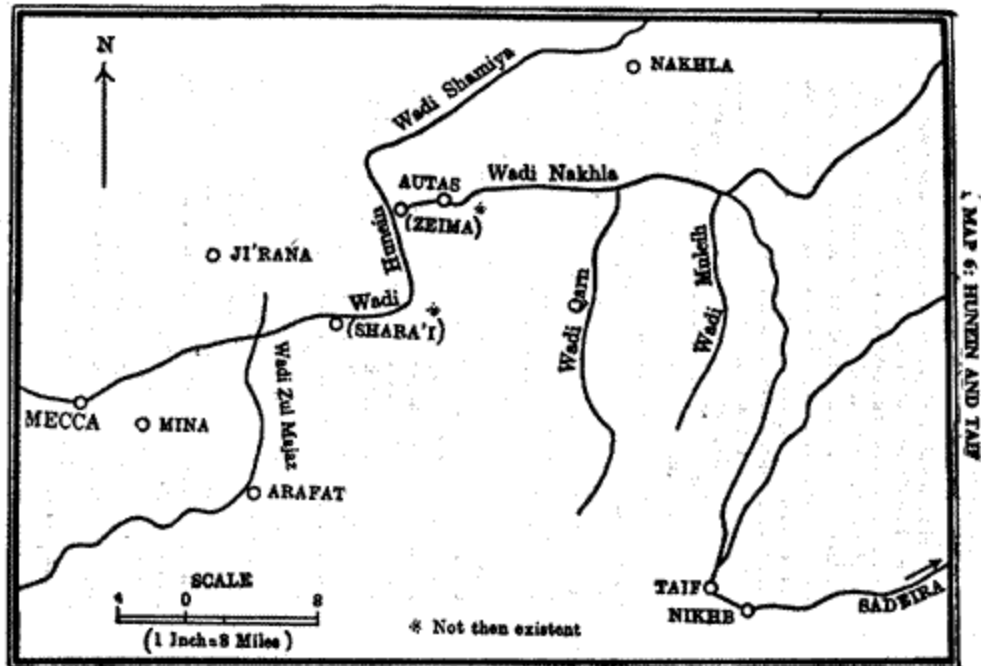 N
Wadi Shamiya
NAKHLA
AUTAS
Wadi Nakhla
(ZEIMA)*
Hunein
JI'RANA
Wadi
*
(SHARA'I)
Wadi Qarn
Wadi Muleih
Wadi Zul Majaz
MECCA
MINA
ARAFAT
SCALE
4 0 8
(1 Inch=8 Miles)
* Not then existent
TAIF
NIKHB
SADEIRA
MAP 6: HUNEIN AND TAIF